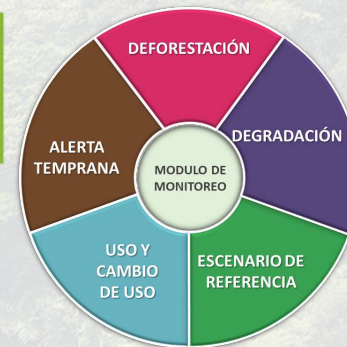 DEFORESTACIÓN
DEGRADACIÓN
ALERTA
TEMPRANA
MODULO DE
MONITOREO
USO Y
CAMBIO
DE USO
ESCENARIO DE
REFERENCIA